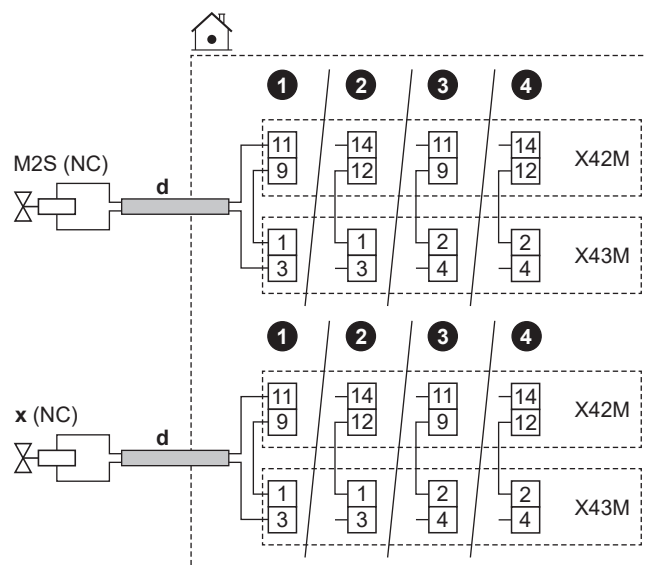 1 2 3 4
11 14 11 14
9 12 9 12
X42M
M2S (NC)
d
1 1 2 2
3 3 4 4
X43M
1 2 3 4
11 14 11 14
9 12 9 12
X42M
x (NC)
d
1 1 2 2
3 3 4 4
X43M